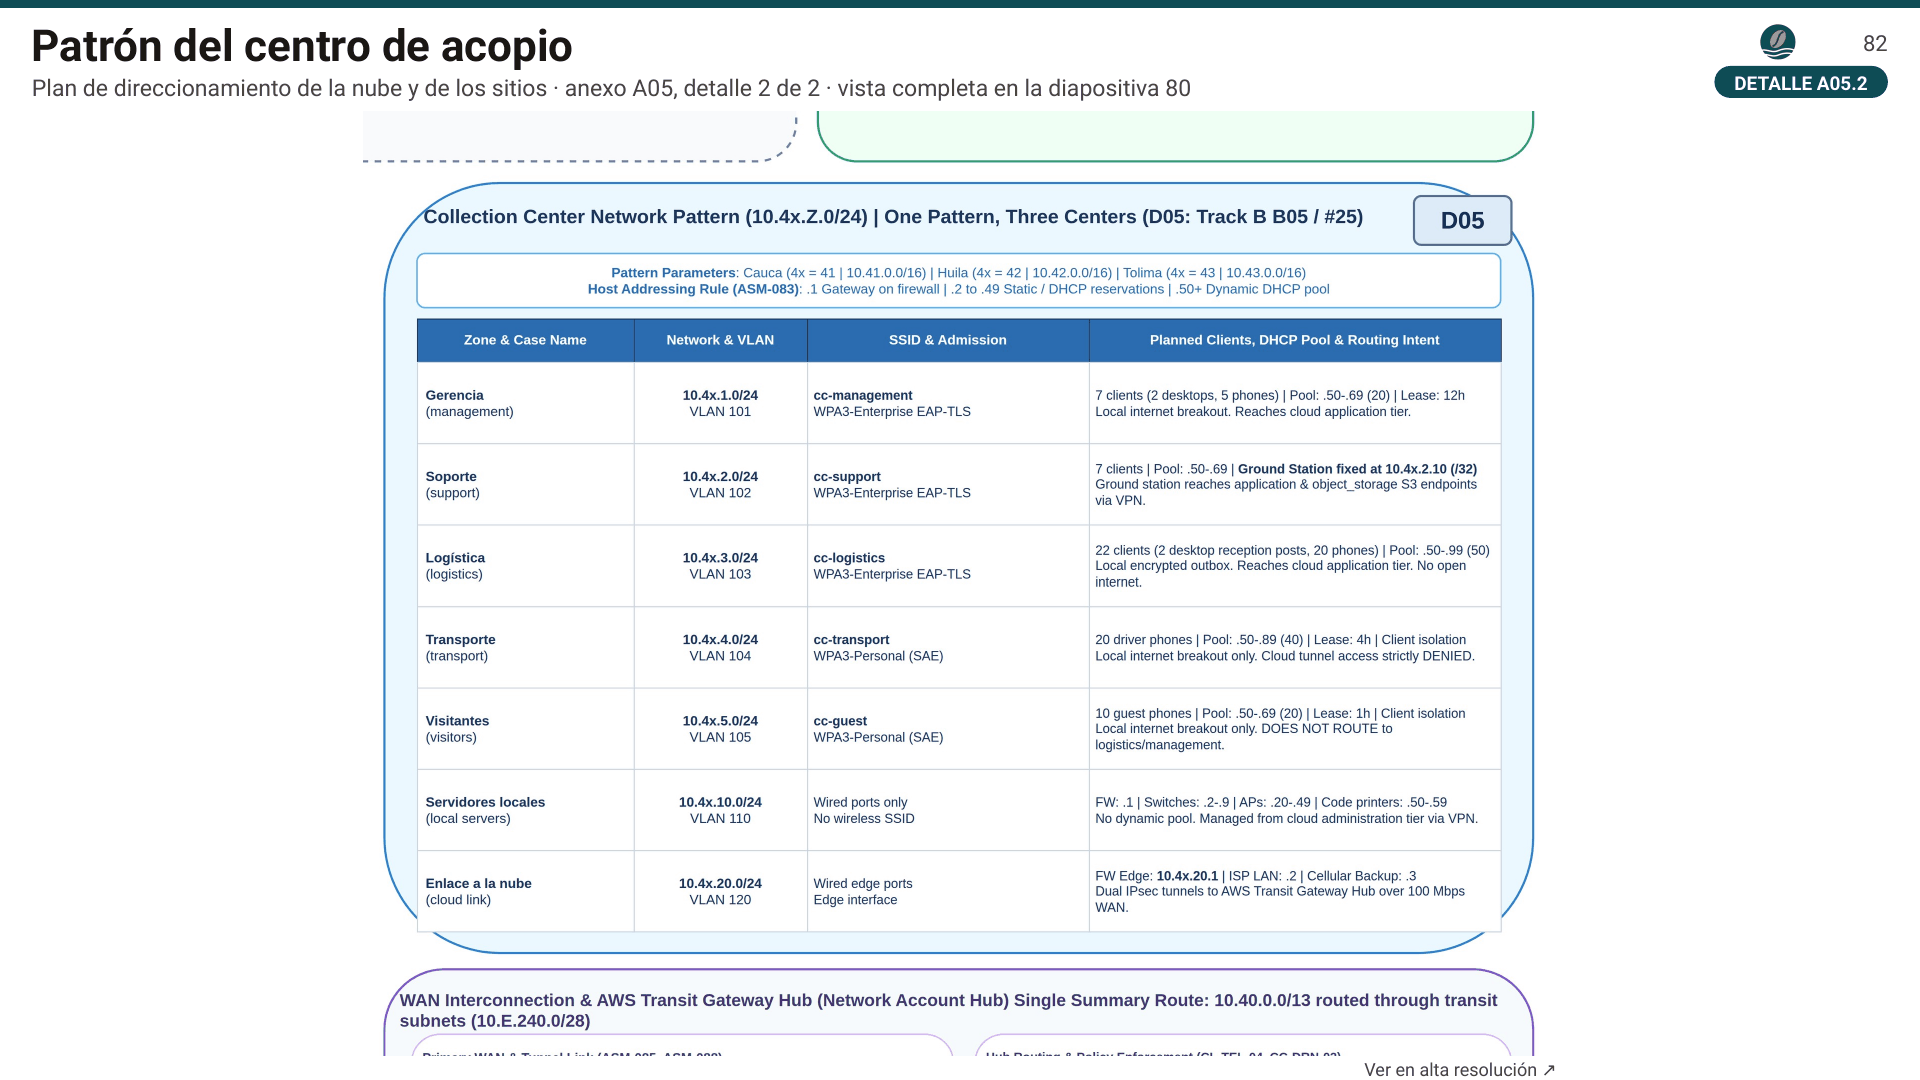 Patrón del centro de acopio
Plan de direccionamiento de la nube y de los sitios · anexo A05, detalle 2 de 2 · vista completa en la diapositiva 80
82
DETALLE A05.2
Collection Center Network Pattern (10.4x.Z.0/24) | One Pattern, Three Centers (D05: Track B B05 / #25)
D05
Pattern Parameters: Cauca (4x = 41 | 10.41.0.0/16) | Huila (4x = 42 | 10.42.0.0/16) | Tolima (4x = 43 | 10.43.0.0/16)
Host Addressing Rule (ASM-083): .1 Gateway on firewall | .2 to .49 Static / DHCP reservations | .50+ Dynamic DHCP pool
Zone & Case Name
Network & VLAN
SSID & Admission
Planned Clients, DHCP Pool & Routing Intent
Gerencia
(management)
10.4x.1.0/24
VLAN 101
cc-management
WPA3-Enterprise EAP-TLS
7 clients (2 desktops, 5 phones) | Pool: .50-.69 (20) | Lease: 12h
Local internet breakout. Reaches cloud application tier.
Soporte
(support)
10.4x.2.0/24
VLAN 102
cc-support
WPA3-Enterprise EAP-TLS
7 clients | Pool: .50-.69 | Ground Station fixed at 10.4x.2.10 (/32)
Ground station reaches application & object_storage S3 endpoints
via VPN.
Logística
(logistics)
10.4x.3.0/24
VLAN 103
cc-logistics
WPA3-Enterprise EAP-TLS
22 clients (2 desktop reception posts, 20 phones) | Pool: .50-.99 (50)
Local encrypted outbox. Reaches cloud application tier. No open
internet.
Transporte
(transport)
10.4x.4.0/24
VLAN 104
cc-transport
WPA3-Personal (SAE)
20 driver phones | Pool: .50-.89 (40) | Lease: 4h | Client isolation
Local internet breakout only. Cloud tunnel access strictly DENIED.
Visitantes
(visitors)
10.4x.5.0/24
VLAN 105
cc-guest
WPA3-Personal (SAE)
10 guest phones | Pool: .50-.69 (20) | Lease: 1h | Client isolation
Local internet breakout only. DOES NOT ROUTE to
logistics/management.
Servidores locales
(local servers)
10.4x.10.0/24
VLAN 110
Wired ports only
No wireless SSID
FW: .1 | Switches: .2-.9 | APs: .20-.49 | Code printers: .50-.59
No dynamic pool. Managed from cloud administration tier via VPN.
Enlace a la nube
(cloud link)
10.4x.20.0/24
VLAN 120
Wired edge ports
Edge interface
FW Edge: 10.4x.20.1 | ISP LAN: .2 | Cellular Backup: .3
Dual IPsec tunnels to AWS Transit Gateway Hub over 100 Mbps
WAN.
WAN Interconnection & AWS Transit Gateway Hub (Network Account Hub) Single Summary Route: 10.40.0.0/13 routed through transit
subnets (10.E.240.0/28)
Ver en alta resolución ↗